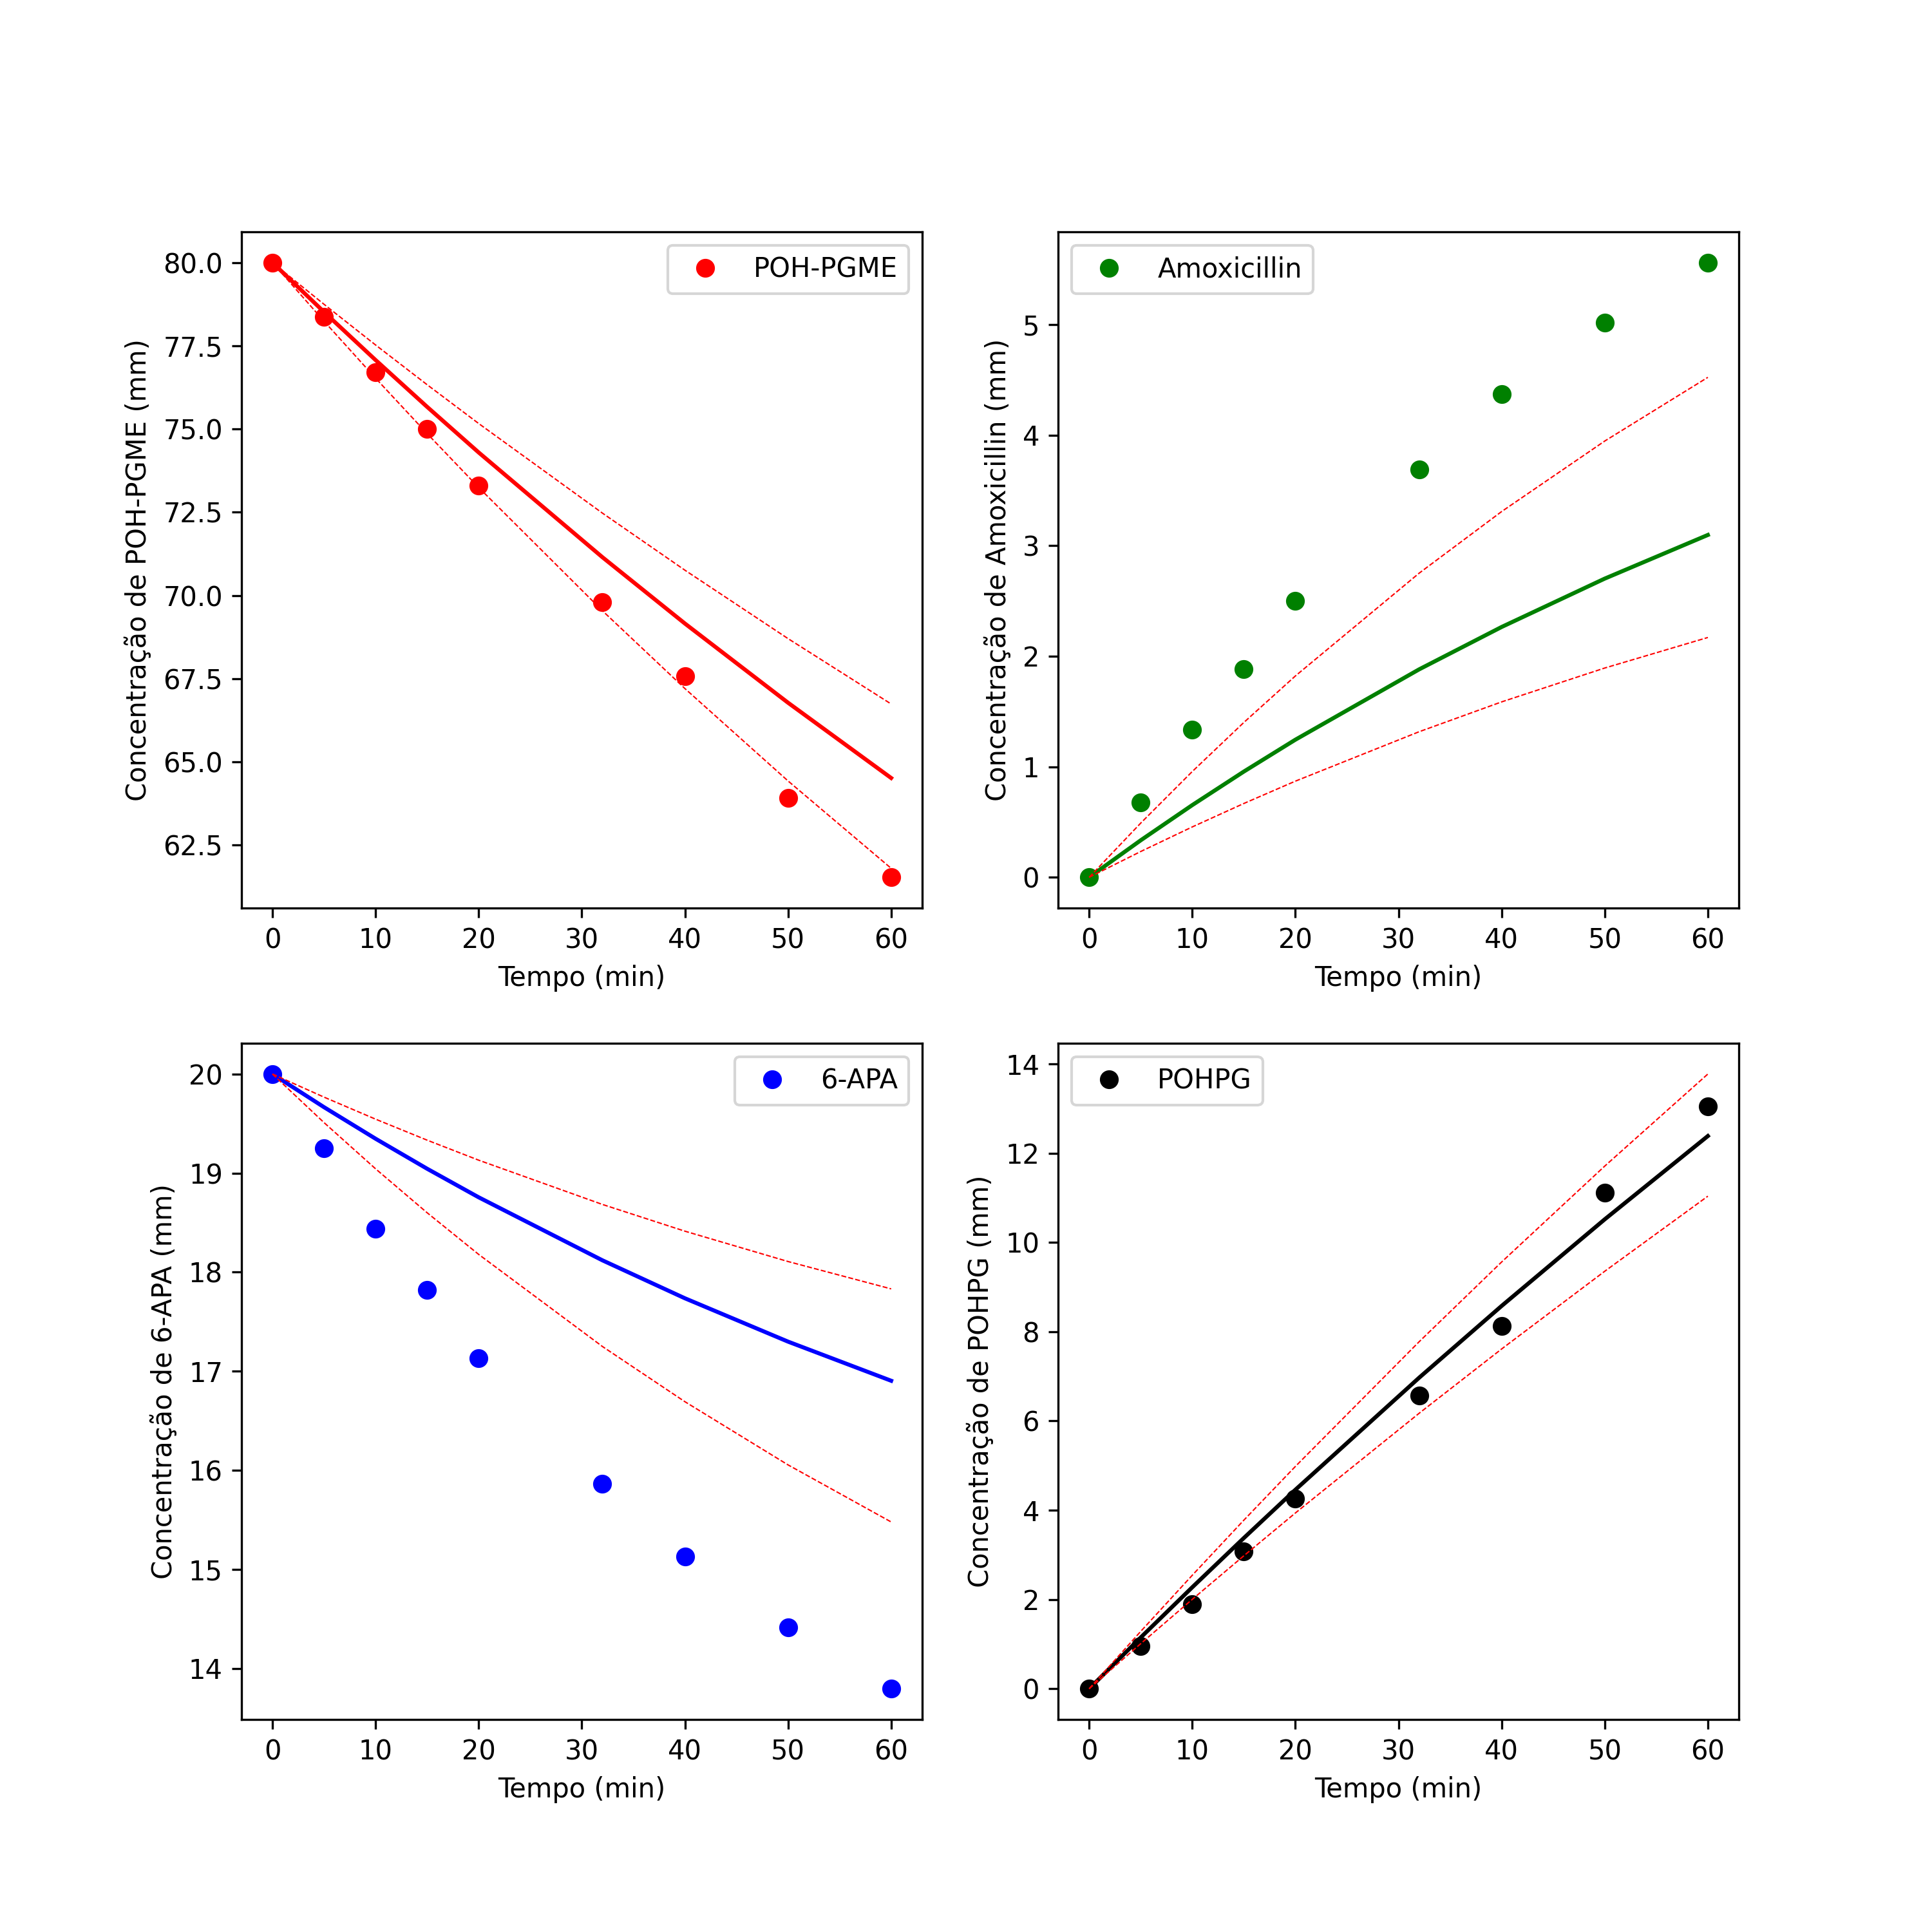 POH-PGME
Concentração de POH-PGME (mm)
80.0
77.5
75.0
72.5
70.0
67.5
65.0
62.5
0 10 20 30 40 50 60
Tempo (min)
Amoxicillin
Concentração de Amoxicillin (mm)
5
4
3
2
1
0
0 10 20 30 40 50 60
Tempo (min)
6-APA
Concentração de 6-APA (mm)
20
19
18
17
16
15
14
0 10 20 30 40 50 60
Tempo (min)
POHPG
Concentração de POHPG (mm)
14
12
10
8
6
4
2
0
0 10 20 30 40 50 60
Tempo (min)